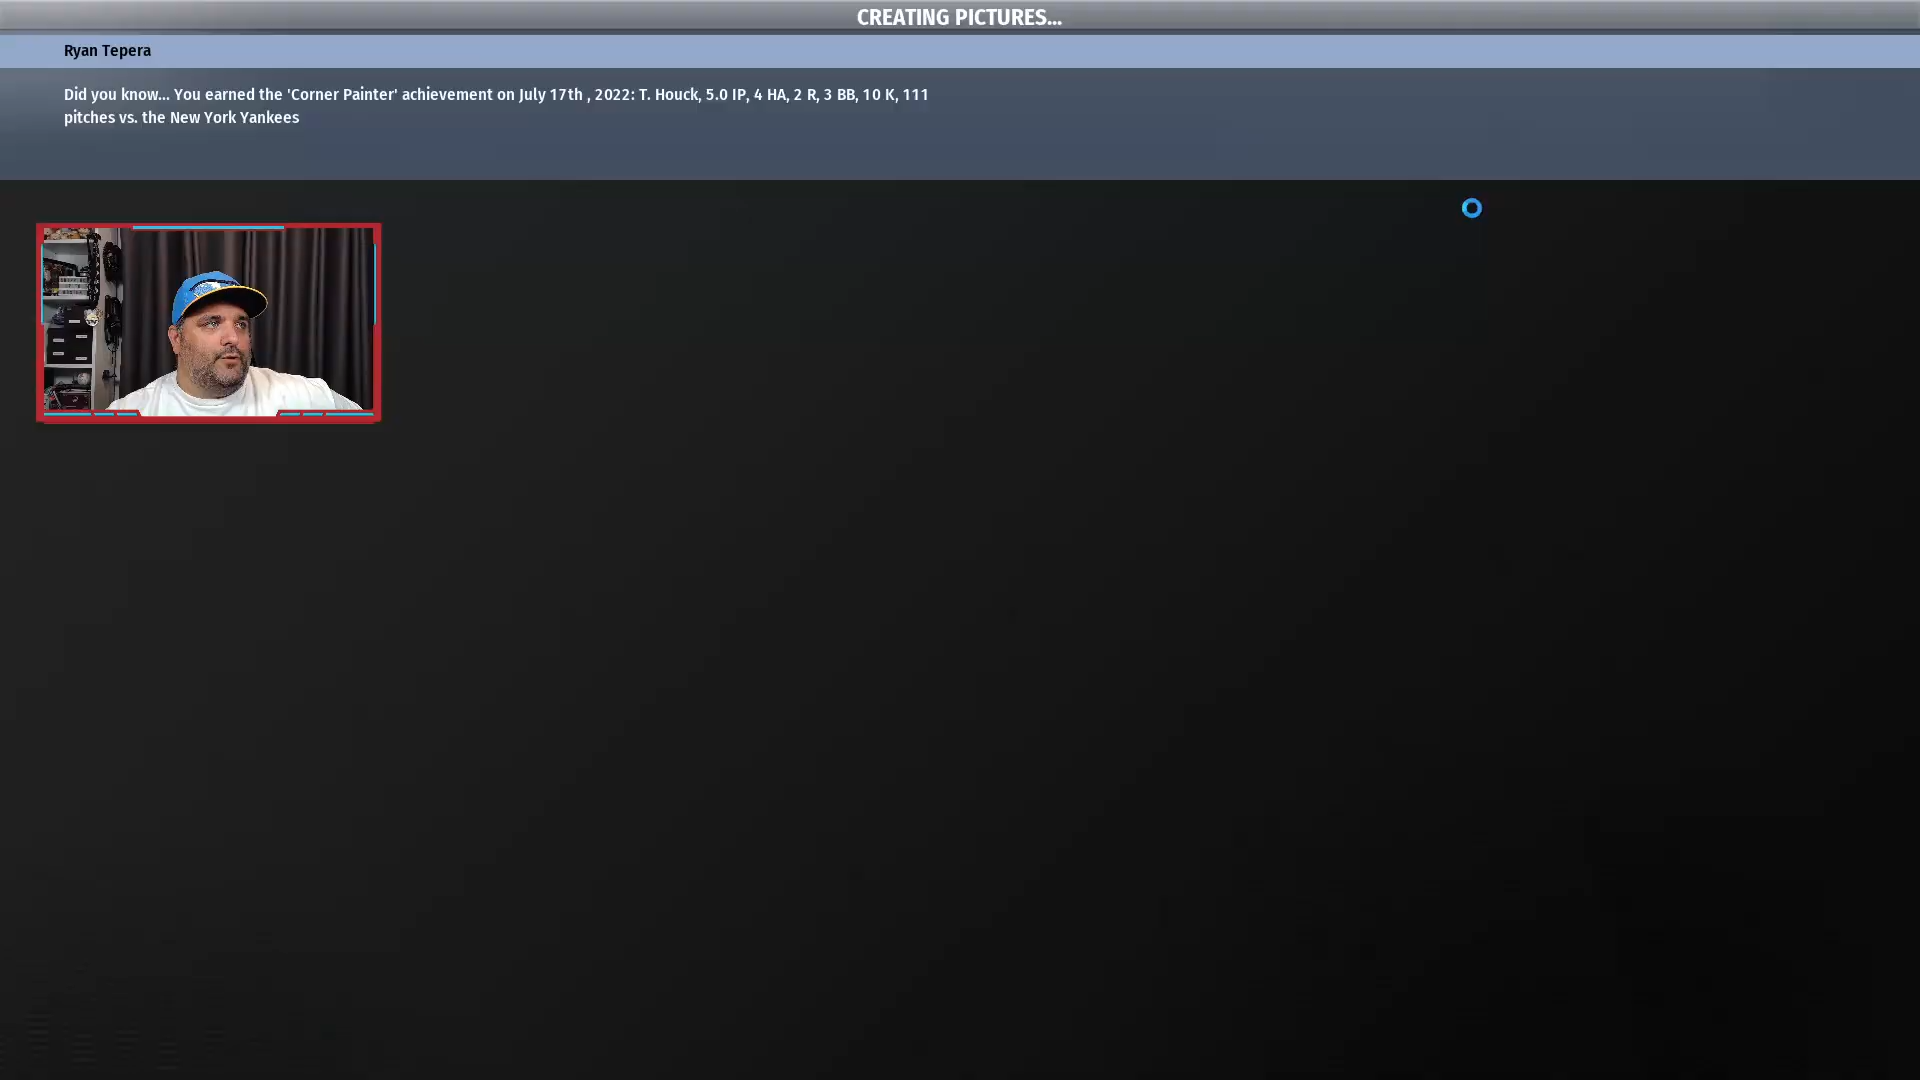 CREATING PICTURES...
Ryan Tepera
Did you know... You earned the 'Corner Painter' achievement on July 17th , 2022: T. Houck, 5.0 IP, 4 HA, 2 R, 3 BB, 10 K, 111
pitches vs. the New York Yankees